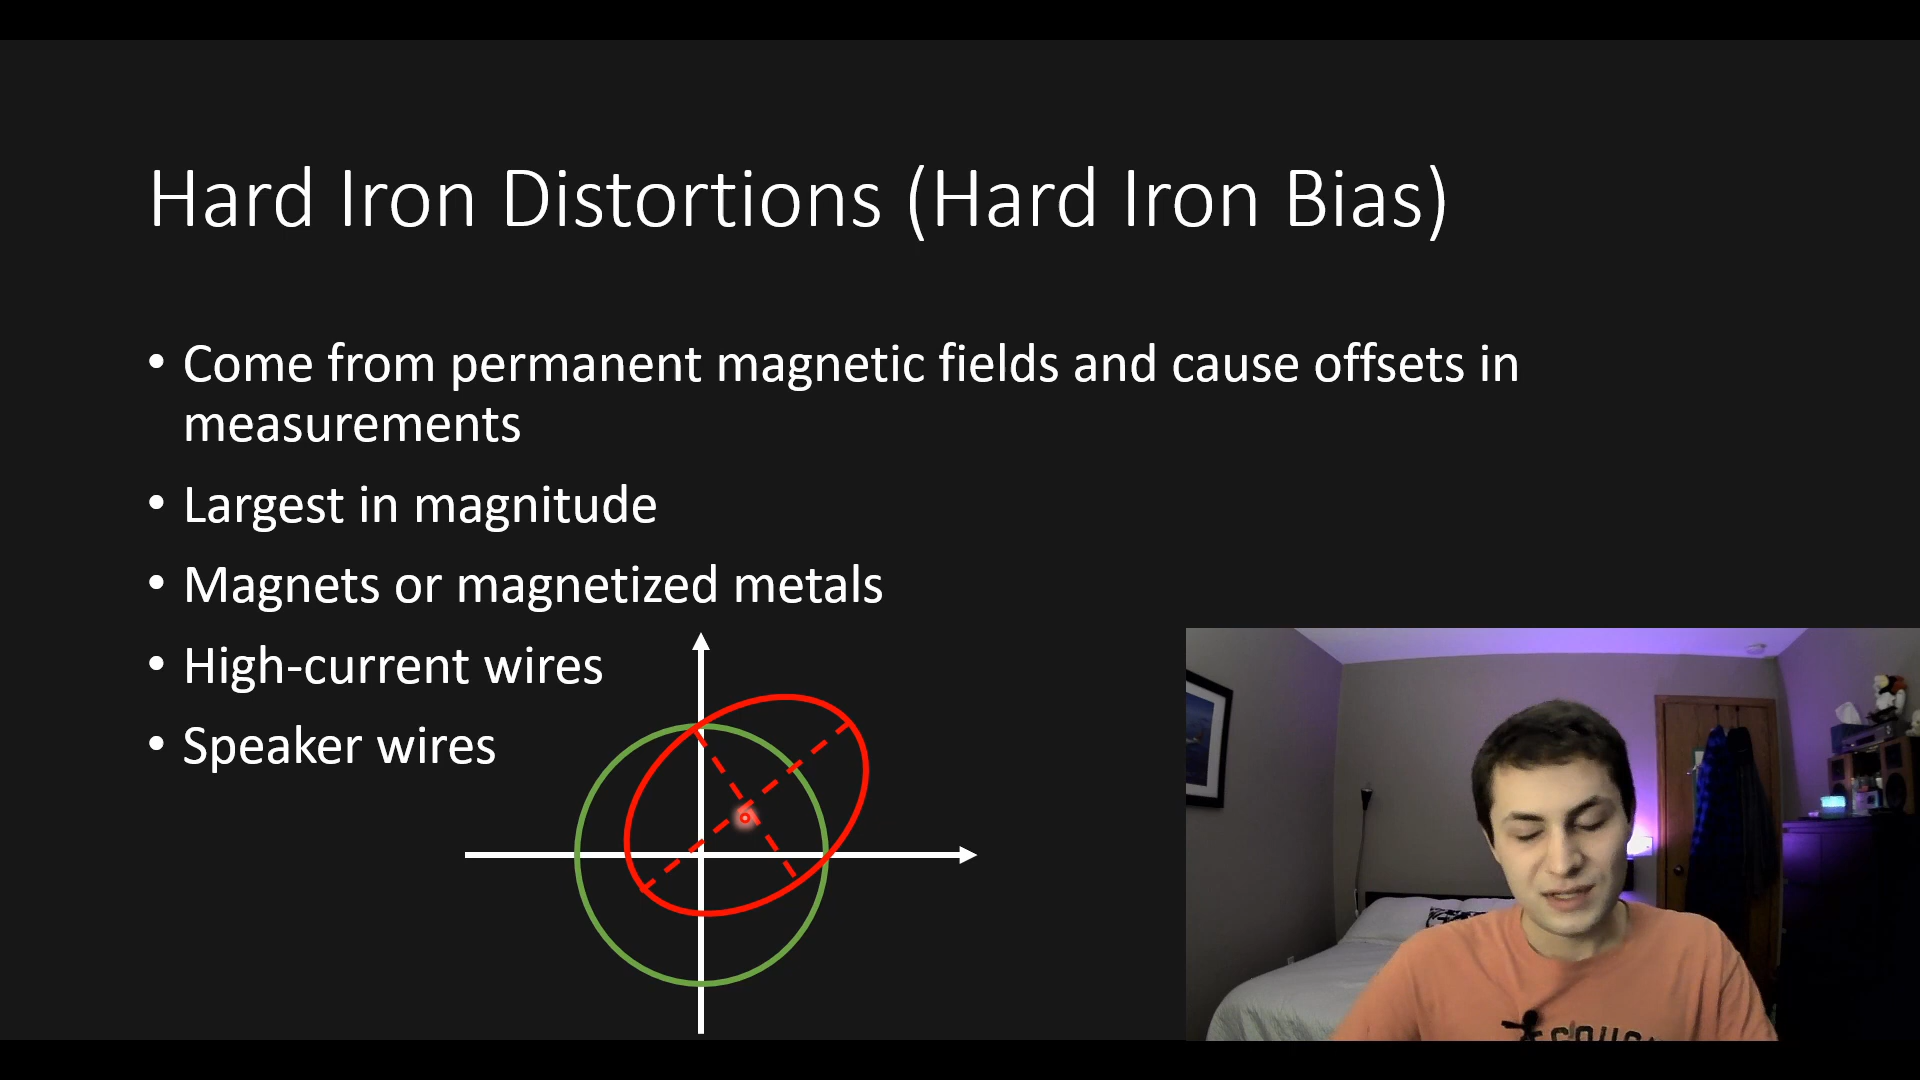 Hard Iron Distortions (Hard Iron Bias)
• Come from permanent magnetic fields and cause offsets in
measurements
• Largest in magnitude
• Magnets or magnetized metals
• High-current wires
• Speaker wires